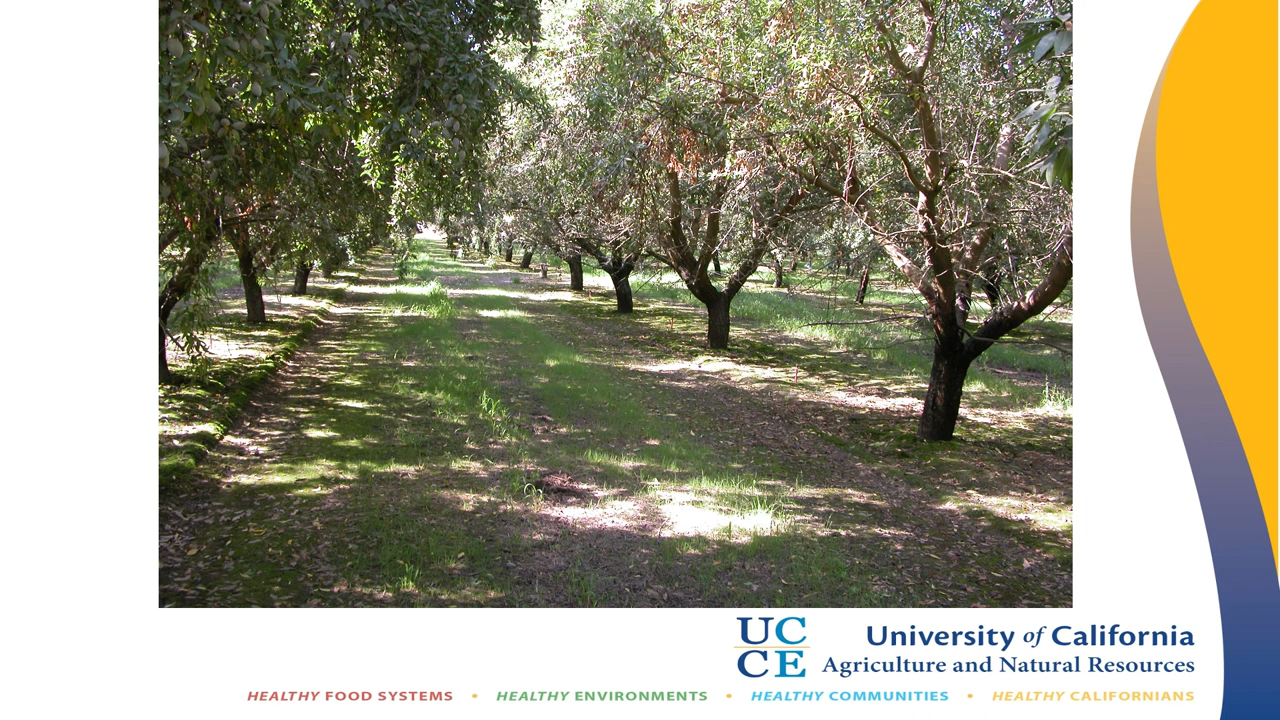 UC
CE
University of California
Agriculture and Natural Resources
HEALTHY FOOD SYSTEMS • HEALTHY ENVIRONMENTS • HEALTHY COMMUNITIES • HEALTHY CALIFORNIANS